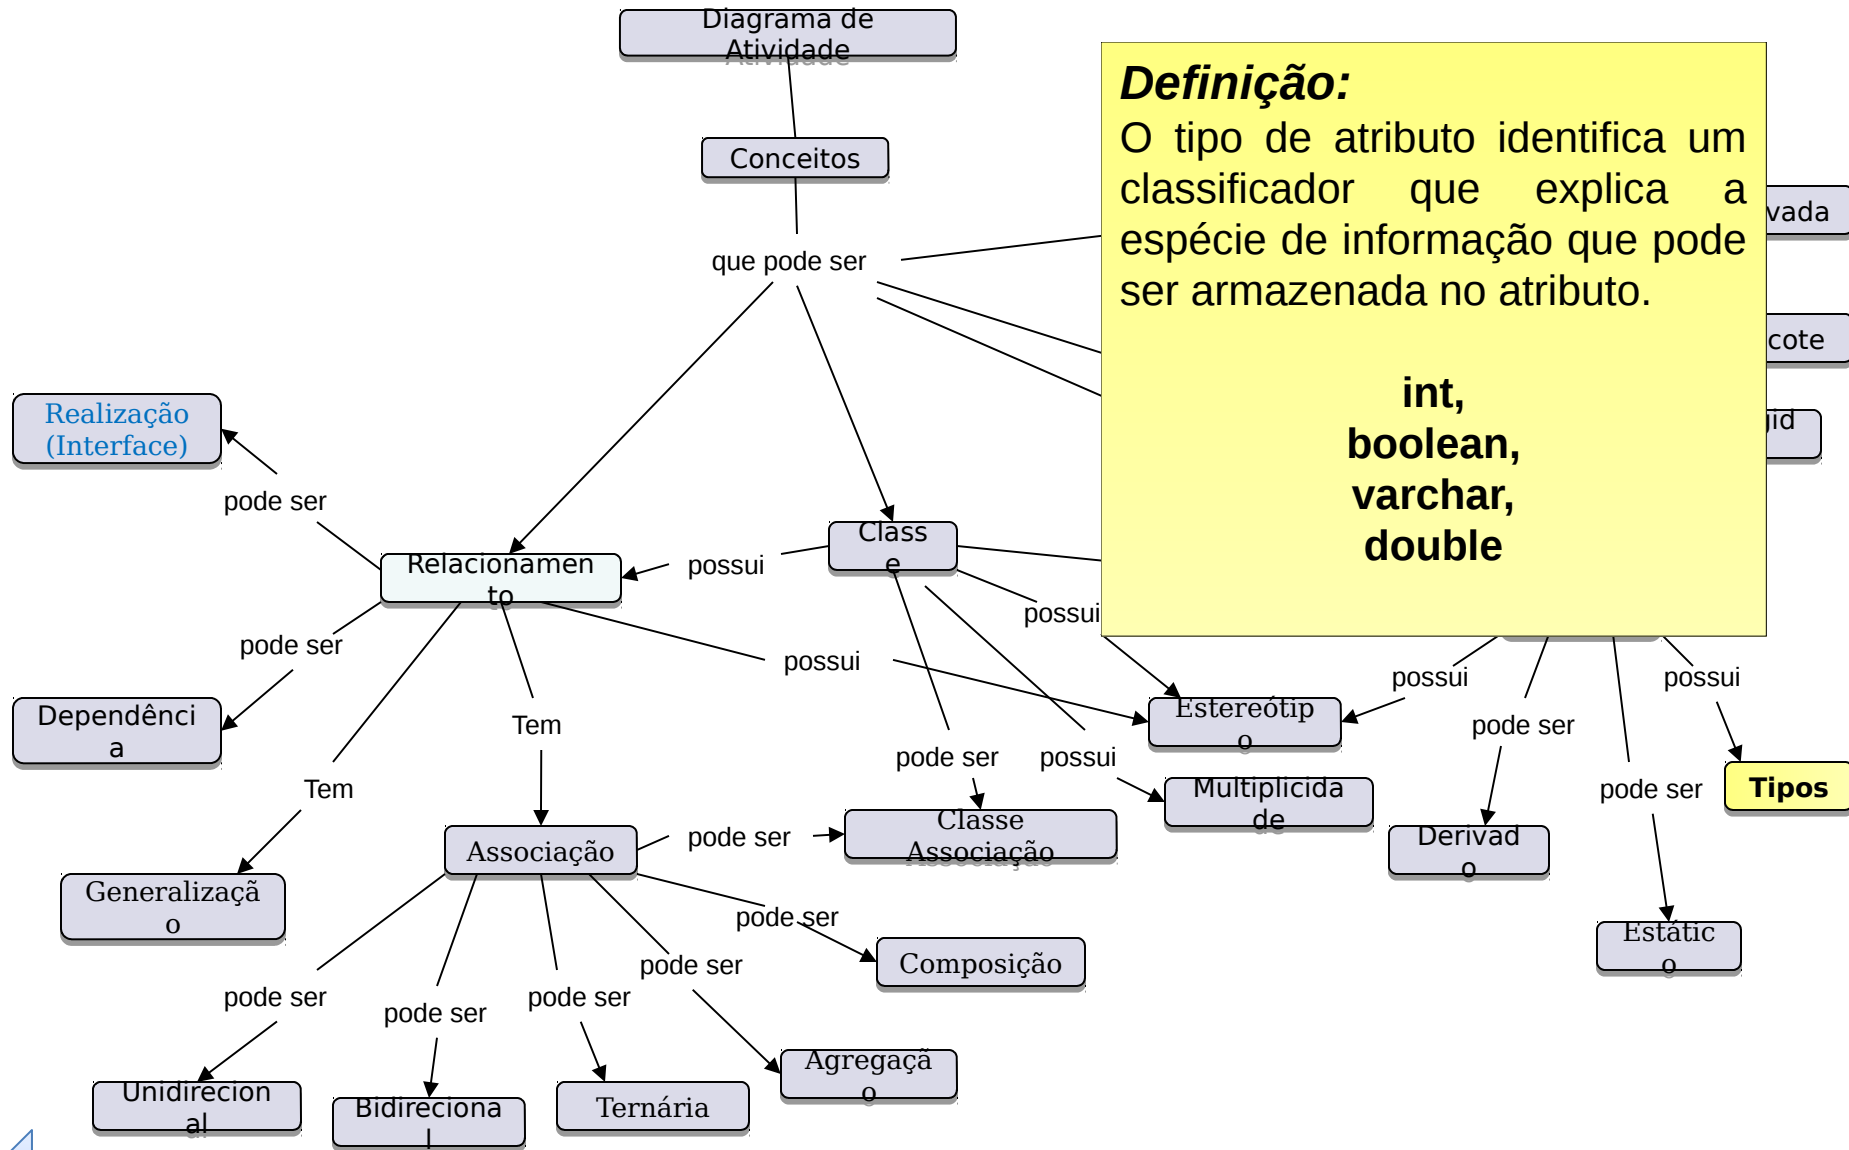 Diagrama de
Atividade
Definição:
O tipo de atributo identifica um
classificador que explica a
espécie de informação que pode
ser armazenada no atributo.
int,
boolean,
varchar,
double
Conceitos
vada
que pode ser
cote
Realização
(Interface)
gid
pode ser
Class
e
Relacionamen
to
possui
possui
pode ser
possui
possui
possui
Dependênci
a
Tem
Estereótip
o
pode ser
pode ser
possui
Tem
Multiplicida
de
pode ser
Tipos
Classe
Associação
pode ser
Associação
Derivad
o
Generalizaçã
o
pode ser
Estátic
o
Composição
pode ser
pode ser
pode ser
pode ser
Agregaçã
o
Unidirecion
al
Bidireciona
l
Ternária